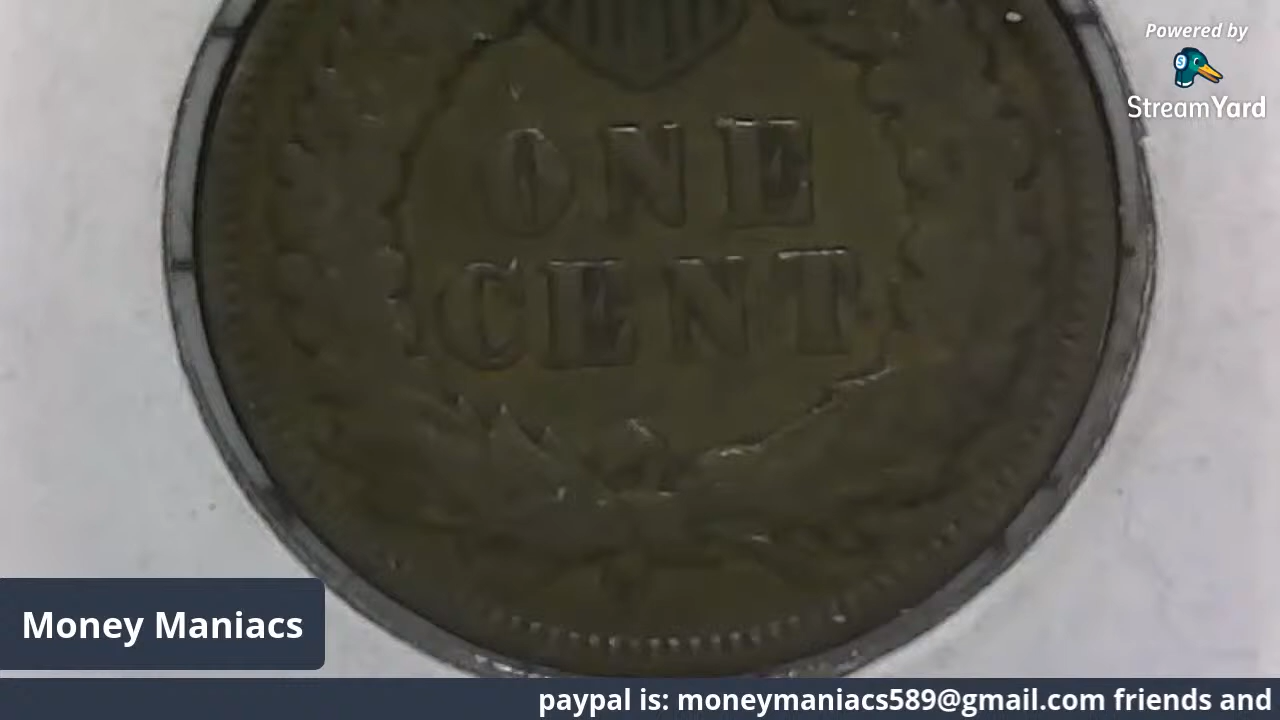 Powered by
StreamYard
ONE
CENT
Money Maniacs
paypal is: moneymaniacs589@gmail.com friends and